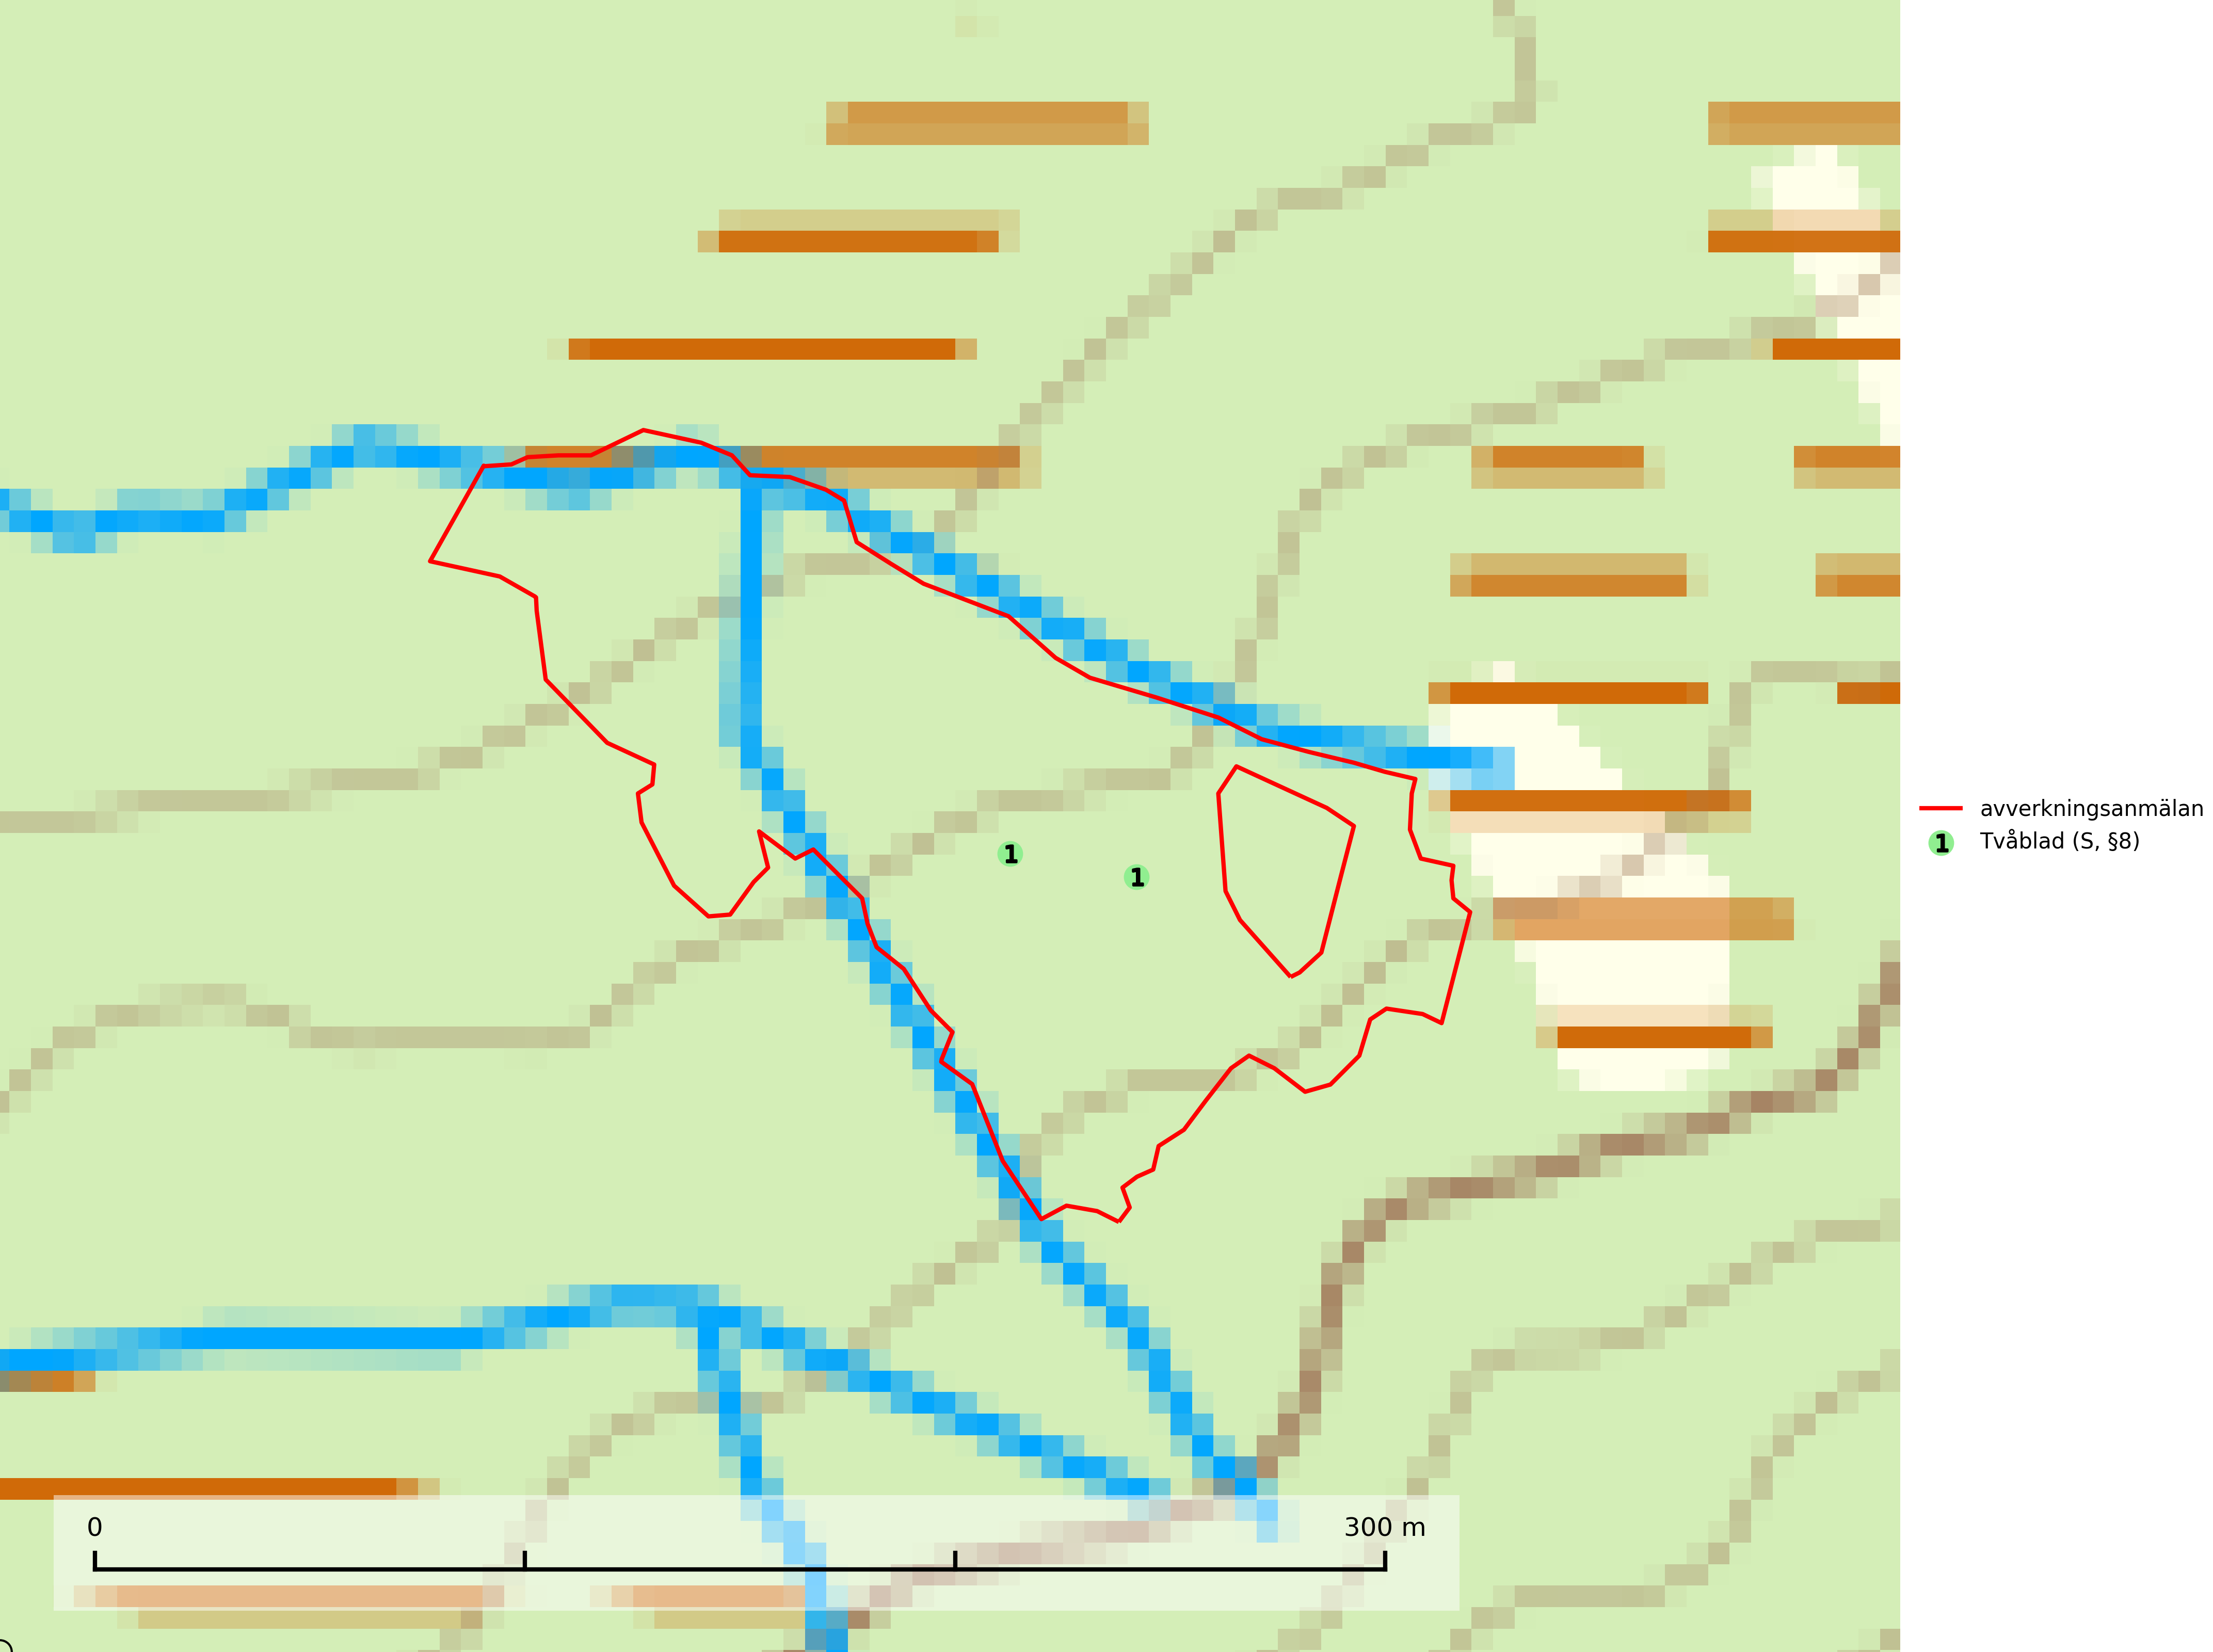 avverkningsanmälan
1 Tvåblad (S, §8)
1
1
0 300 m